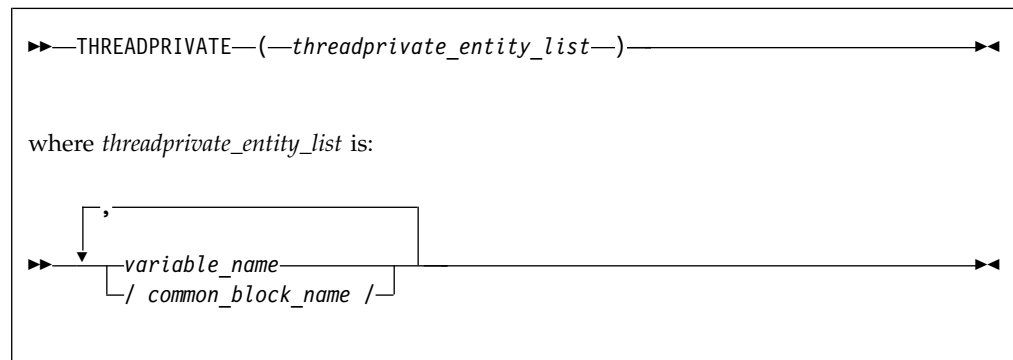 THREADPRIVATE ( threadprivate_entity_list )
where threadprivate_entity_list is:
,
variable_name
/ common_block_name /